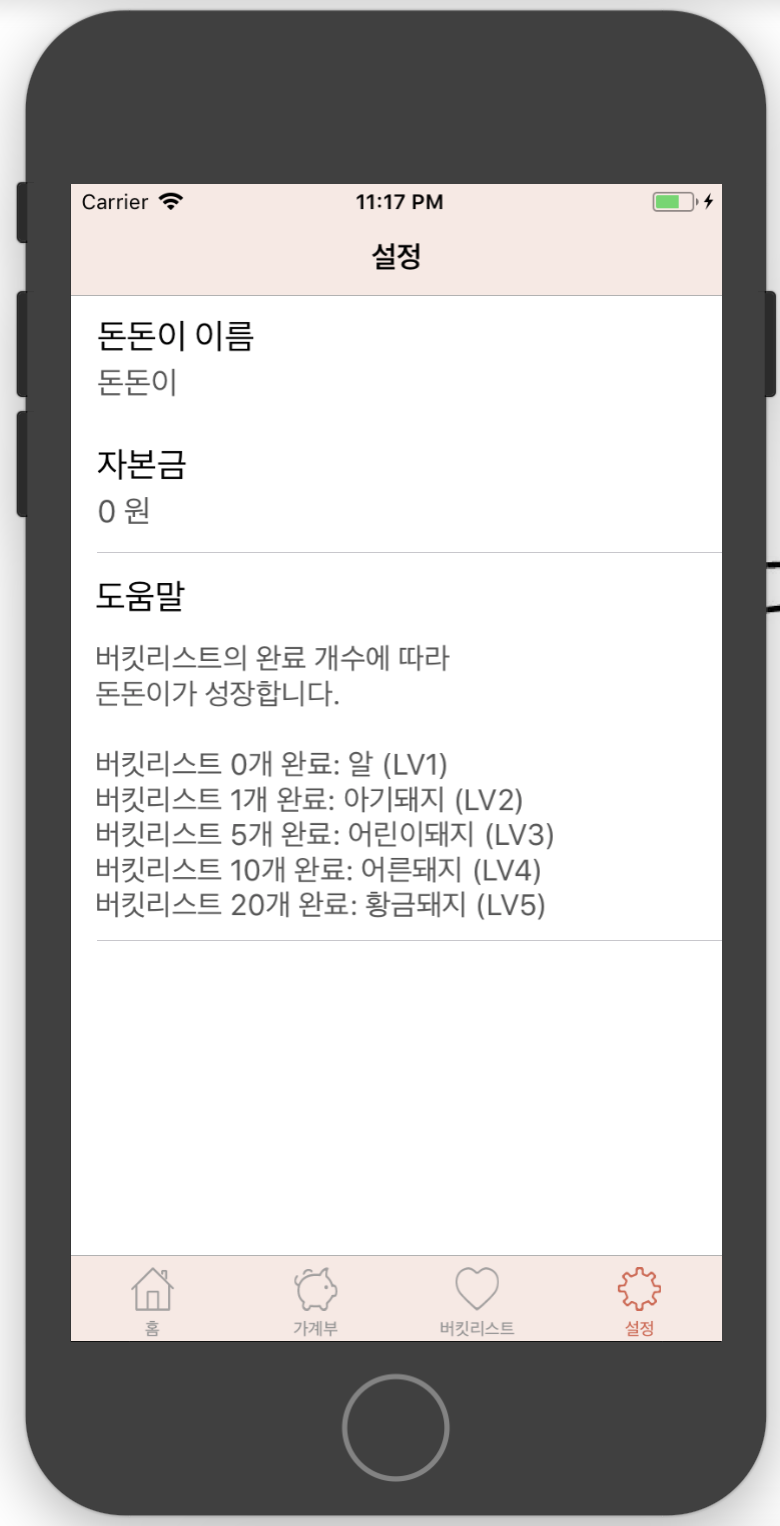 Carrier 11:17 PM
설정
돈돈이 이름
돈돈이
자본금
0 원
도움말
버킷리스트의 완료 개수에 따라
돈돈이가 성장합니다.
버킷리스트 0개 완료: 알 (LV1)
버킷리스트 1개 완료: 아기돼지 (LV2)
버킷리스트 5개 완료: 어린이돼지 (LV3)
버킷리스트 10개 완료: 어른돼지 (LV4)
버킷리스트 20개 완료: 황금돼지 (LV5)
홈 가계부 버킷리스트 설정